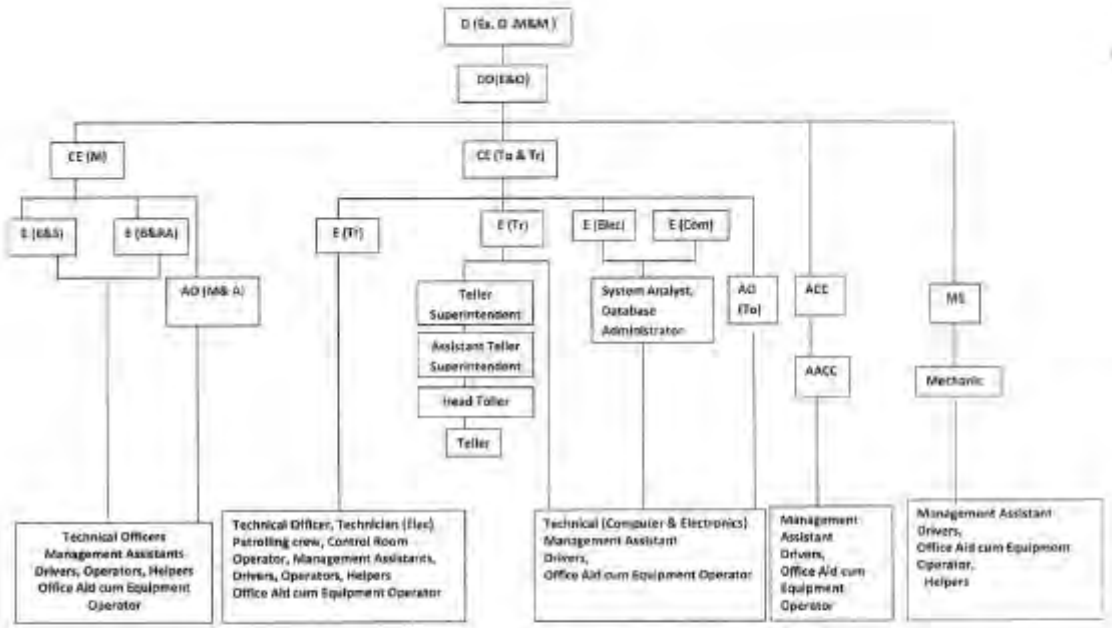 D (Ex. O .M&M )
DD(E&O)
CE (M)
CE (To & Tr)
E (B&S)
E (B&RA)
E (Tr)
E (Tr)
E (Elec)
E (Com)
AO (M& A)
Teller
Superintendent
System Analyst,
Database
Administrator
AO
(To)
ACC
MS
Assistant Teller
Superintendent
AACC
Mechanic
Head Toller
Teller
Technical Officers
Management Assistants
Drivers, Operators, Helpers
Office Aid cum Equipment
Operator
Technical Officer, Technician (Elec)
Patrolling crew, Control Room
Operator, Management Assistants,
Drivers, Operators, Helpers
Office Aid cum Equipment Operator
Technical (Computer & Electronics)
Management Assistant
Drivers,
Office Aid cum Equipment Operator
Management
Assistant
Drivers,
Office Aid cum
Equipment
Operator
Management Assistant
Drivers,
Office Aid cum Equipment
Operator,
Helpers